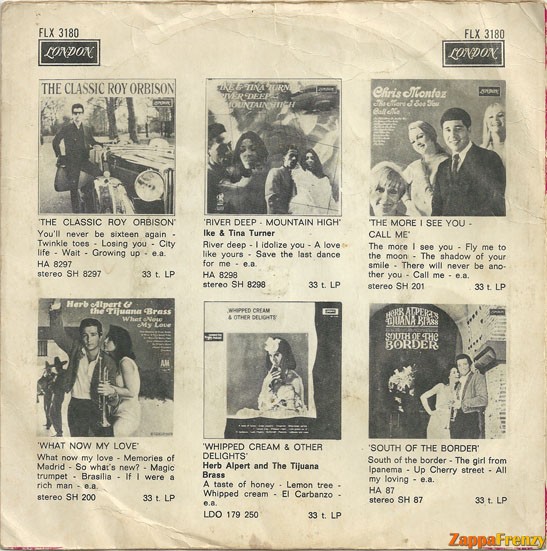 FLX 3180
FLX 3180
LONDON
LONDON
THE CLASSIC ROY ORBISON
IKE & TINA TURNER
RIVER DEEP-
MOUNTAIN HIGH
Chris Montez
The More I See You
Call Me
'THE CLASSIC ROY ORBISON'
You'll never be sixteen again -
Twinkle toes - Losing you - City
life - Wait - Growing up - e.a.
HA 8297
stereo SH 8297 33 t. LP
'RIVER DEEP - MOUNTAIN HIGH'
Ike & Tina Turner
River deep - I idolize you - A love
like yours - Save the last dance
for me - e.a.
HA 8298
stereo SH 8298 33 t. LP
'THE MORE I SEE YOU -
CALL ME'
The more I see - Fly me to
the moon - The shadow of your
smile - There will never be ano-
ther you - Call me - e.a.
stereo SH 201 33 t. LP
Herb Alpert &
the Tijuana Brass
What Now
My Love
A&M
WHIPPED CREAM
& OTHER DELIGHTS
HERB ALPERT'S
TIJUANA BRASS
SOUTH OF THE
BORDER
'WHAT NOW MY LOVE'
What now my love - Memories of
Madrid - So what's new? - Magic
trumpet - Brasilia - If I were a
rich man - e.a.
stereo SH 200 33 t. LP
'WHIPPED CREAM & OTHER
DELIGHTS'
Herb Alpert and The Tijuana
Brass
A taste of honey - Lemon tree -
Whipped cream - El Carbanzo -
e.a.
LDO 179 250 33 t. LP
'SOUTH OF THE BORDER'
South of the border - The girl from
Ipanema - Up Cherry street - All
my loving - e.a.
HA 87
stereo SH 87 33 t. LP
ZappaFrenzy